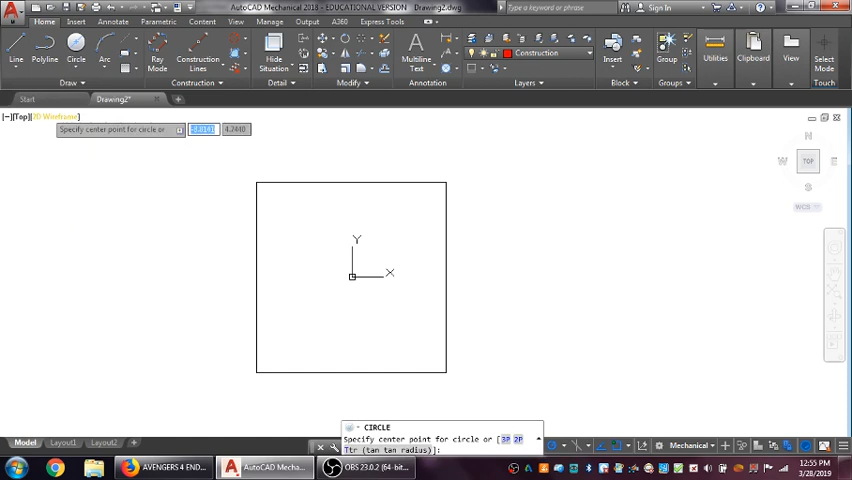 AutoCAD Mechanical 2018 - EDUCATIONAL VERSION Drawing2.dwg
Type a keyword or phrase
Sign In
Home Insert Annotate Parametric Content View Manage Output A360 Express Tools
Line Polyline Circle Arc Ray Mode Construction Lines Hide Situation Multiline Text Construction Insert Group Utilities Clipboard View Select Mode
Draw Construction Detail Modify Annotation Layers Block Groups Touch
Start Drawing2*
[−][Top][2D Wireframe]
Specify center point for circle or 4.2440
N
W TOP E
S
WCS
Y
X
CIRCLE
Specify center point for circle or [3P 2P
Ttr (tan tan radius)]:
Model Layout1 Layout2 +
Mechanical
AVENGERS 4 END... AutoCAD Mecha... OBS 23.0.2 (64-bit...
12:55 PM
3/28/2019